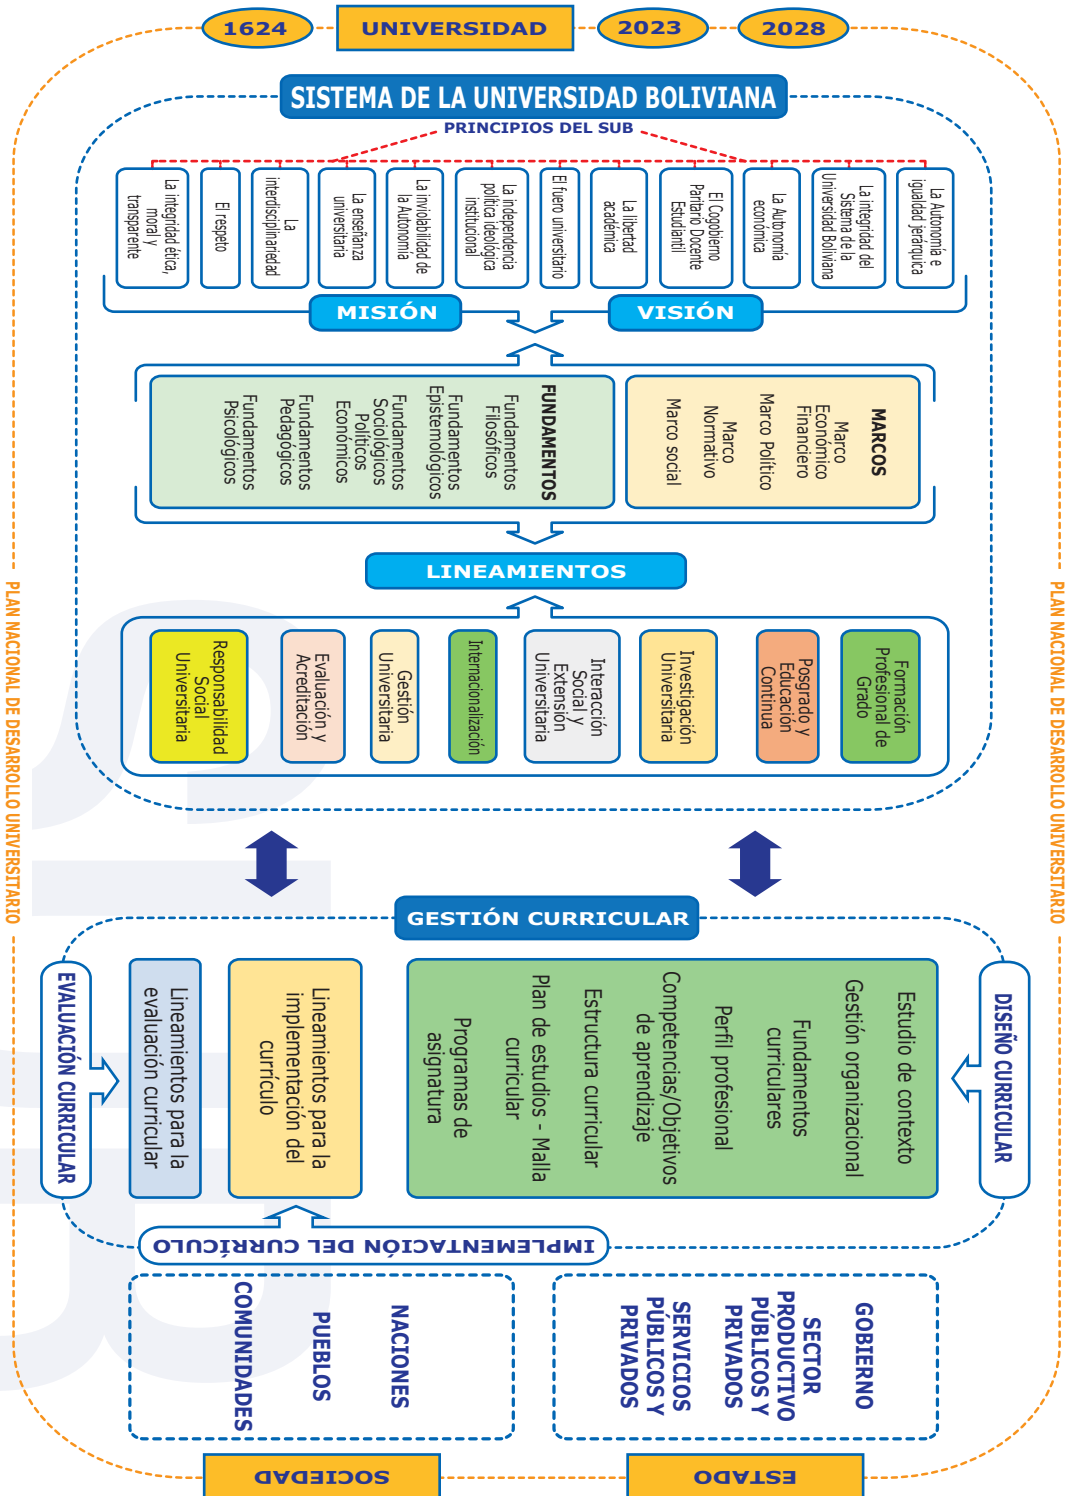 1624
UNIVERSIDAD
2023
2028
SISTEMA DE LA UNIVERSIDAD BOLIVIANA
PRINCIPIOS DEL SUB
La Autonomía e
igualdad jerárquica
La integridad del
Sistema de la
Universidad Boliviana
La Autonomía
económica
El Cogobierno
Paritario Docente
Estudiantil
La libertad
académica
El fuero universitario
La independencia
política ideológica
institucional
La inviobabilidad de
la Autonomía
La enseñanza
universitaria
La
interdisciplinariedad
El respeto
La integridad ética,
moral y
transparente
MISIÓN
VISIÓN
MARCOS
Marco
Económico
Financiero
Marco Político
Marco
Normativo
Marco social
FUNDAMENTOS
Fundamentos
Filosóficos
Fundamentos
Epistemológicos
Fundamentos
Sociológicos
Políticos
Económicos
Fundamentos
Pedagógicos
Fundamentos
Psicológicos
LINEAMIENTOS
Formación
Profesional de
Grado
Posgrado y
Educación
Continua
Investigación
Universitaria
Interacción
Social y
Extensión
Universitaria
Internacionalización
Gestión
Universitaria
Evaluación y
Acreditación
Responsabilidad
Social
Universitaria
PLAN NACIONAL DE DESARROLLO UNIVERSITARIO
PLAN NACIONAL DE DESARROLLO UNIVERSITARIO
GESTIÓN CURRICULAR
DISEÑO CURRICULAR
Estudio de contexto
Gestión organizacional
Fundamentos
curriculares
Perfil profesional
Competencias/Objetivos
de aprendizaje
Estructura curricular
Plan de estudios - Malla
curricular
Programas de
asignatura
Lineamientos para la
implementación del
currículo
Lineamientos para la
evaluación curricular
EVALUACIÓN CURRICULAR
IMPLEMENTACIÓN DEL CURRÍCULO
GOBIERNO
SECTOR
PRODUCTIVO
PÚBLICOS Y
PRIVADOS
SERVICIOS
PÚBLICOS Y
PRIVADOS
NACIONES
PUEBLOS
COMUNIDADES
ESTADO
SOCIEDAD